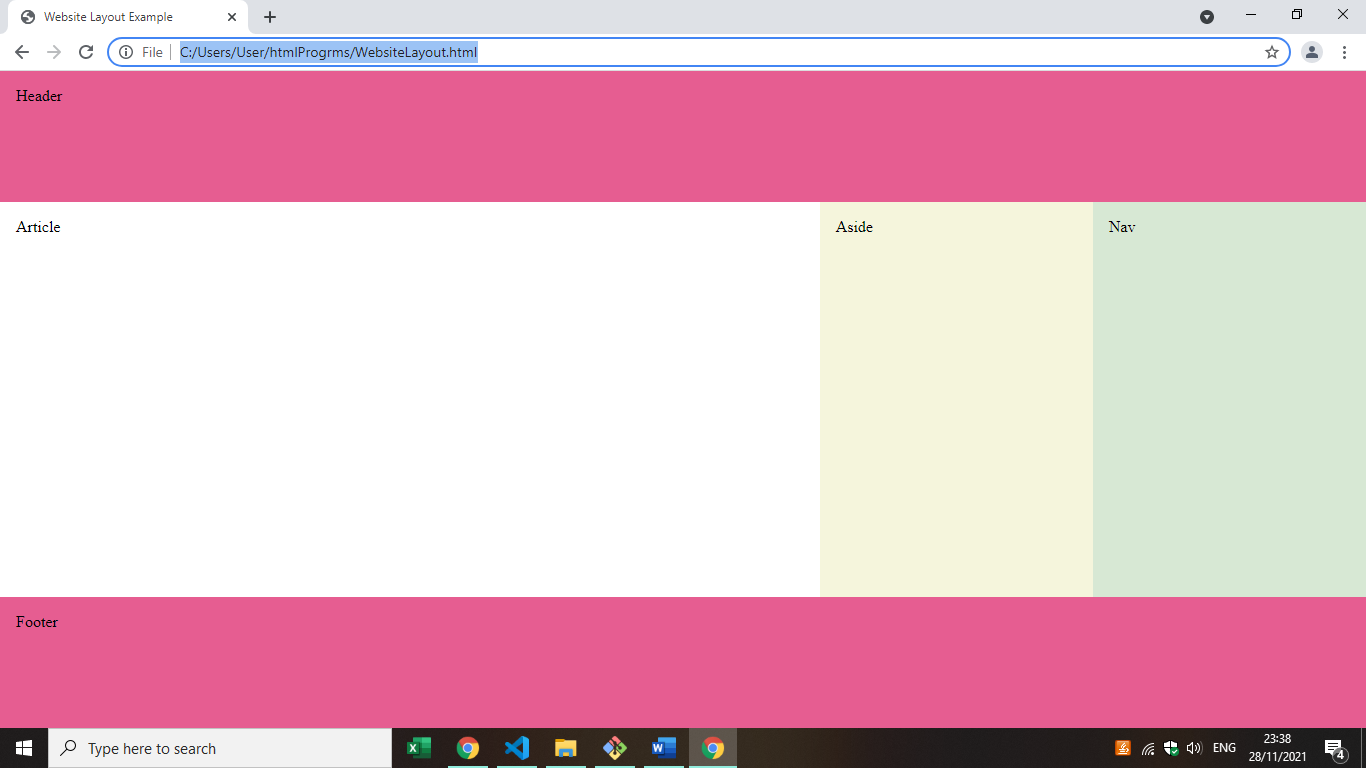 Website Layout Example
File
C:/Users/User/htmlProgrms/WebsiteLayout.html
Header
Article
Aside
Nav
Footer
Type here to search
ENG
23:38
28/11/2021
4